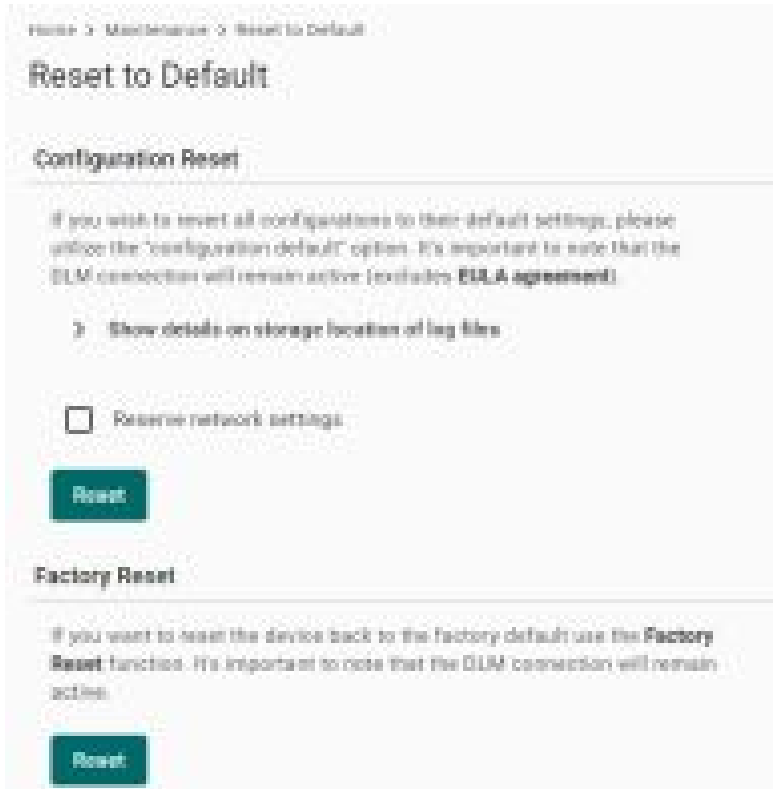 Home > Maintenance > Reset to Default
Reset to Default
Configuration Reset
If you wish to revert all configurations to their default settings, please
utilize the "configuration default" option. It's important to note that the
DLM connection will remain active (excludes EULA agreement).
> Show details on storage location of log files
Reserve network settings
Reset
Factory Reset
If you want to reset the device back to the factory default use the Factory
Reset function. It's important to note that the DLM connection will remain
active.
Reset